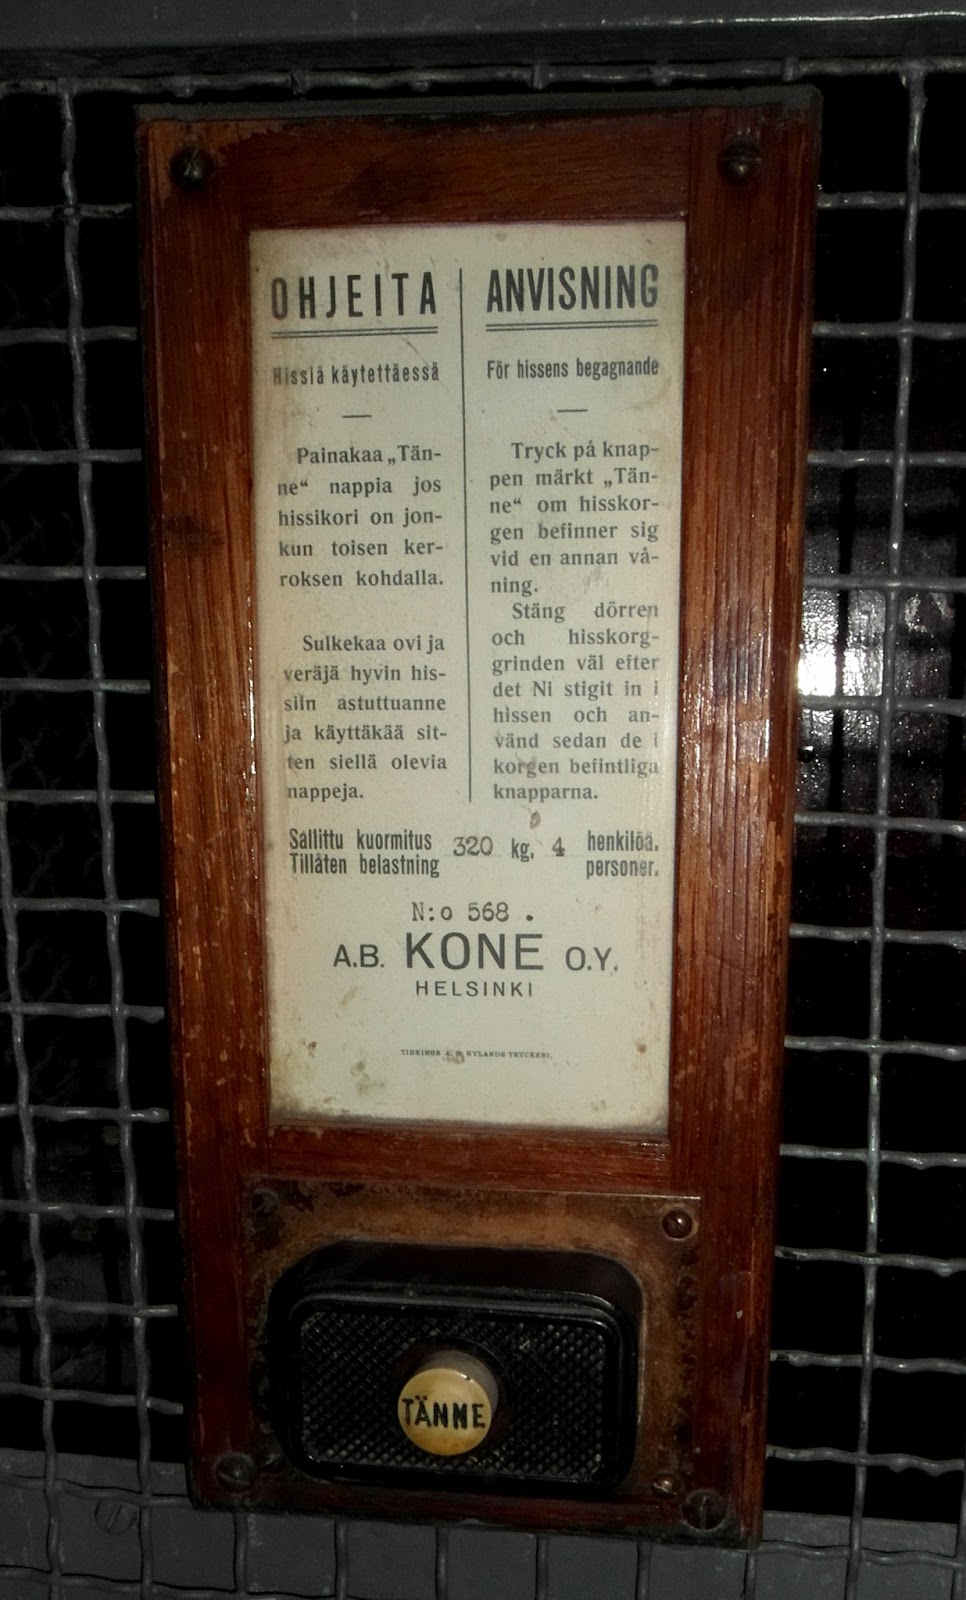 OHJEITA
Hissiä käytettäessä
Painakaa „Tän-
ne“ nappia jos
hissikori on jon-
kun toisen ker-
roksen kohdalla.
Sulkekaa ovi ja
veräjä hyvin his-
siin astuttuanne
ja käyttäkää sit-
ten siellä olevia
nappeja.
ANVISNING
För hissens begagnande
Tryck på knap-
pen märkt „Tän-
ne“ om hisskor-
gen befinner sig
vid en annan vå-
ning.
Stäng dörren
och hisskorg-
grinden väl efter
det Ni stigit in i
hissen och an-
vänd sedan de i
korgen befintliga
knapparna.
Sallittu kuormitus 320 kg. 4 henkilöä.
Tillåten belastning personer.
N:o 568 .
A.B. KONE O.Y.
HELSINKI
TIDNINGS A. B. NYLANDS TRYCKERI.
TÄNNE